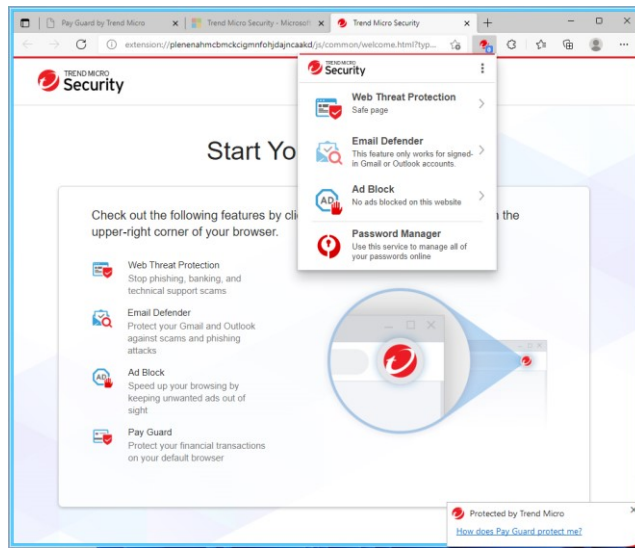 Pay Guard by Trend Micro
Trend Micro Security - Microsoft
Trend Micro Security
extension://plenenahmcbmckcigmnfohjdajncaakd/js/common/welcome.html?typ...
TREND MICRO
Security
TREND MICRO
Security
Web Threat Protection
Safe page
Email Defender
This feature only works for signed-
in Gmail or Outlook accounts.
Ad Block
No ads blocked on this website
Password Manager
Use this service to manage all of
your passwords online
Start Yo
Check out the following features by cli
n the
upper-right corner of your browser.
Web Threat Protection
Stop phishing, banking, and
technical support scams
Email Defender
Protect your Gmail and Outlook
against scams and phishing
attacks
AD
Ad Block
Speed up your browsing by
keeping unwanted ads out of
sight
Pay Guard
Protect your financial transactions
on your default browser
Protected by Trend Micro
How does Pay Guard protect me?